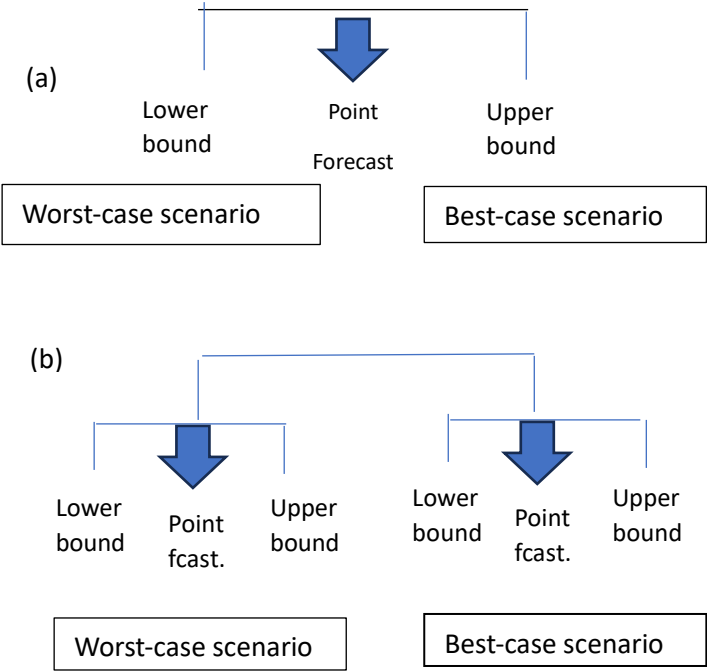 (a)
Lower
bound
Point
Forecast
Upper
bound
Worst-case scenario
Best-case scenario
(b)
Lower
bound
Point
fcast.
Upper
bound
Lower
bound
Point
fcast.
Upper
bound
Worst-case scenario
Best-case scenario